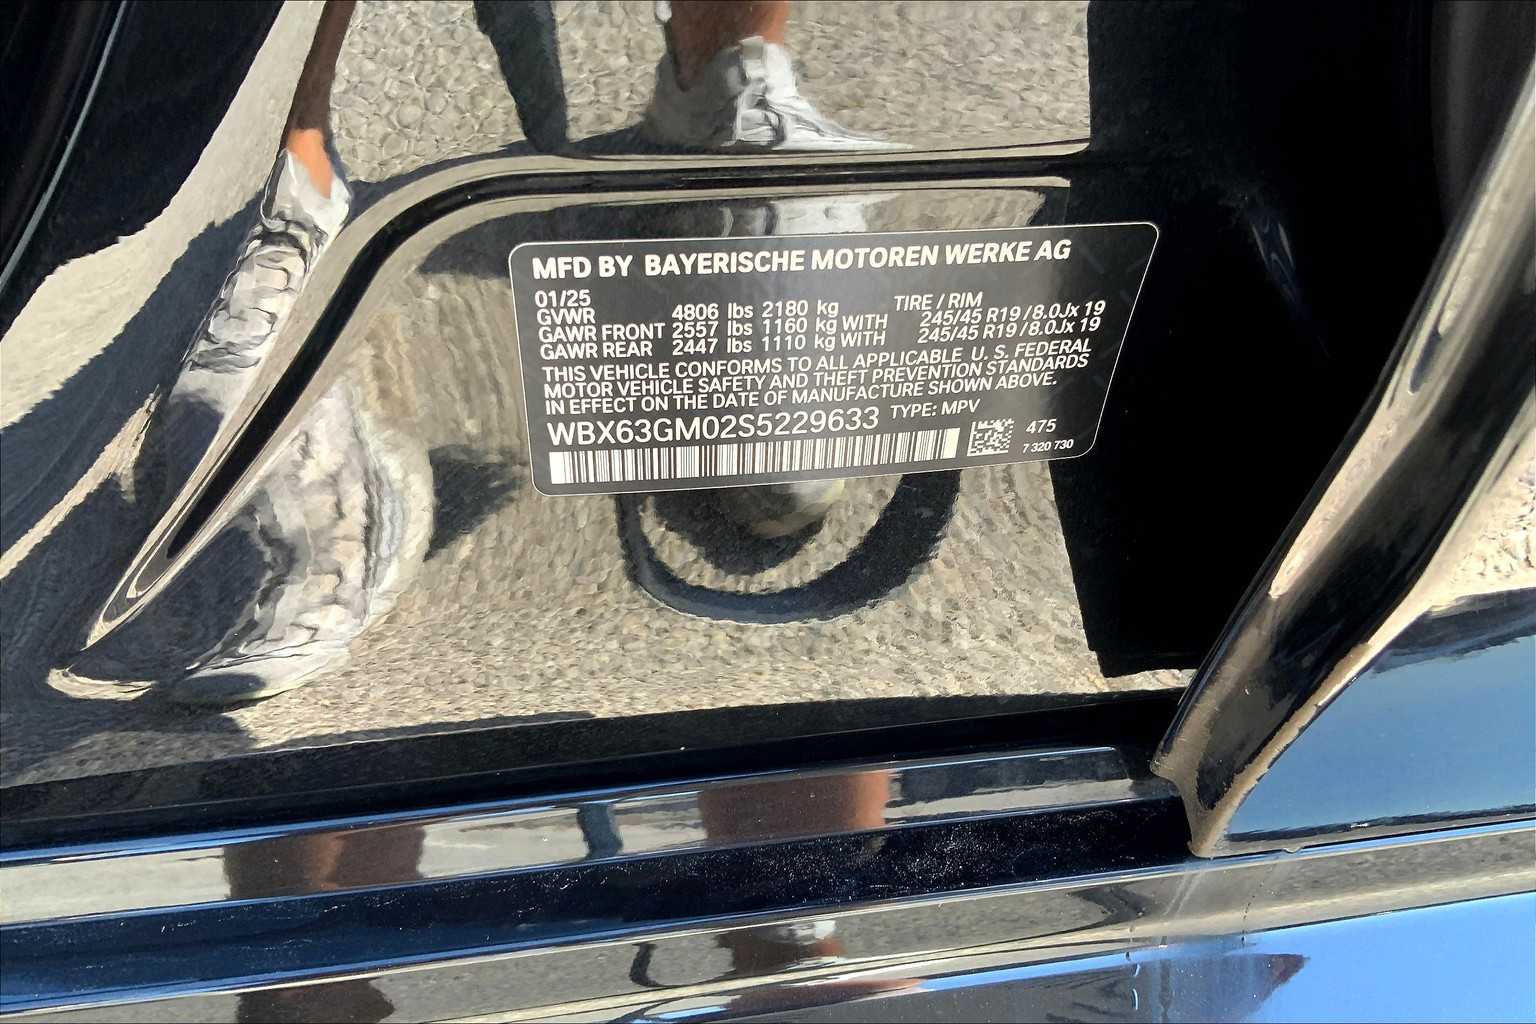 MFD BY BAYERISCHE MOTOREN WERKE AG
01/25 TIRE / RIM
GVWR 4806 lbs 2180 kg
GAWR FRONT 2557 lbs 1160 kg WITH 245/45 R19 / 8.0Jx 19
GAWR REAR 2447 lbs 1110 kg WITH 245/45 R19 / 8.0Jx 19
THIS VEHICLE CONFORMS TO ALL APPLICABLE U. S. FEDERAL
MOTOR VEHICLE SAFETY AND THEFT PREVENTION STANDARDS
IN EFFECT ON THE DATE OF MANUFACTURE SHOWN ABOVE.
WBX63GM02S5229633 TYPE: MPV
475
7 320 730